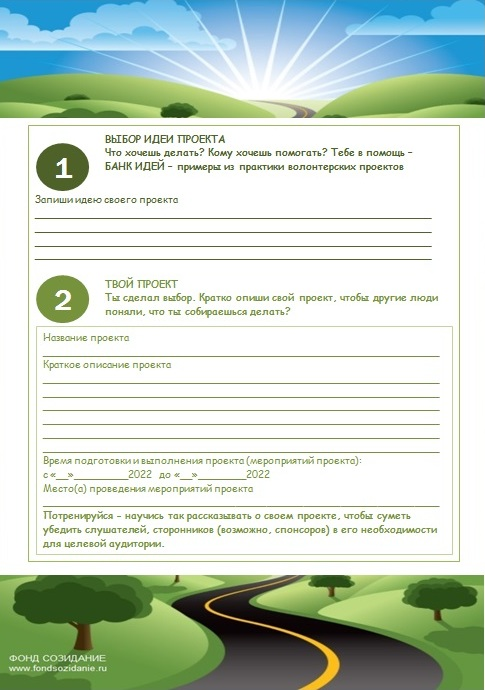 1
ВЫБОР ИДЕИ ПРОЕКТА
Что хочешь делать? Кому хочешь помогать? Тебе в помощь –
БАНК ИДЕЙ – примеры из практики волонтерских проектов
Запиши идею своего проекта
2
ТВОЙ ПРОЕКТ
Ты сделал выбор. Кратко опиши свой проект, чтобы другие люди
поняли, что ты собираешься делать?
Название проекта
Краткое описание проекта
Время подготовки и выполнения проекта (мероприятий проекта):
с «__»_________2022 до «__»________2022
Место(а) проведения мероприятий проекта
Потренируйся – научись так рассказывать о своем проекте, чтобы суметь
убедить слушателей, сторонников (возможно, спонсоров) в его необходимости
для целевой аудитории.
ФОНД СОЗИДАНИЕ
www.fondsozidanie.ru